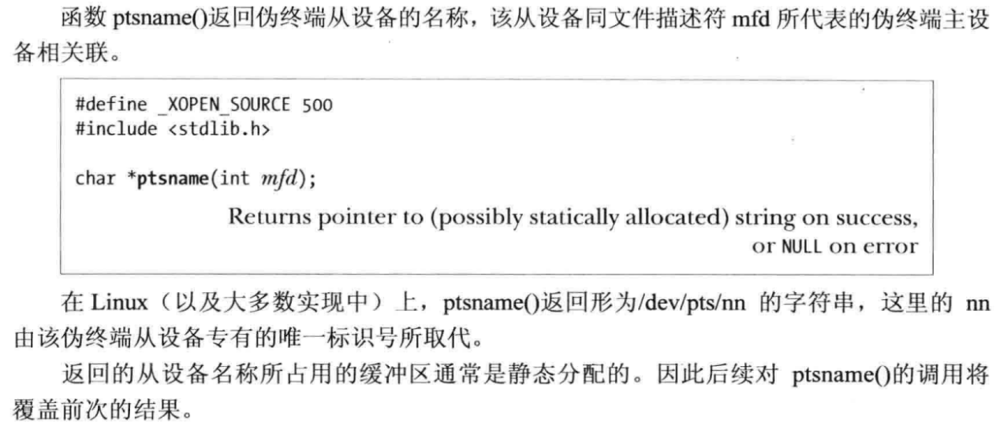 函数 ptsname()返回伪终端从设备的名称，该从设备同文件描述符 mfd 所代表的伪终端主设
备相关联。
#define _XOPEN_SOURCE 500
#include <stdlib.h>
char *ptsname(int mfd);
Returns pointer to (possibly statically allocated) string on success,
or NULL on error
在 Linux（以及大多数实现中）上，ptsname()返回形为/dev/pts/nn 的字符串，这里的 nn
由该伪终端从设备专有的唯一标识号所取代。
返回的从设备名称所占用的缓冲区通常是静态分配的。因此后续对 ptsname()的调用将
覆盖前次的结果。